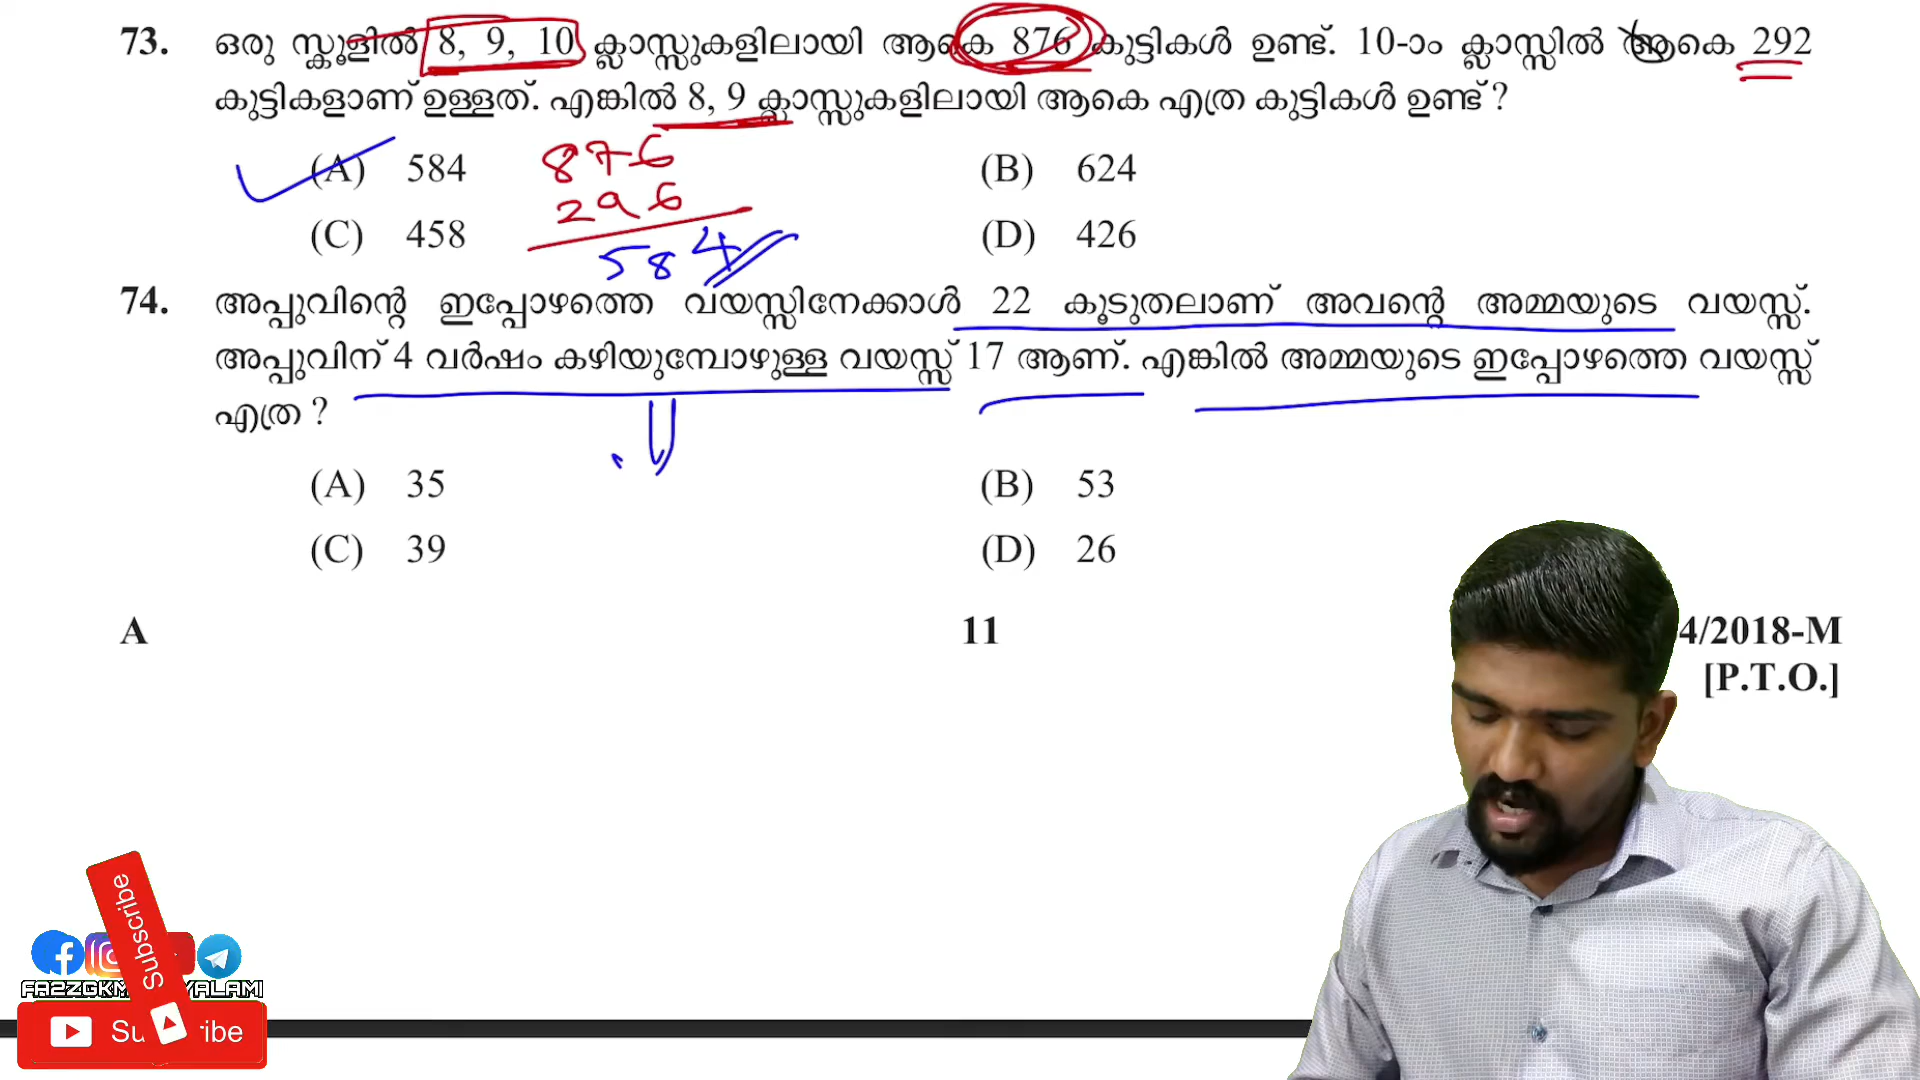 73. ഒരു സ്കൂളിൽ 8, 9, 10 ക്ലാസ്സുകളിലായി ആകെ 876 കുട്ടികൾ ഉണ്ട്. 10-ാം ക്ലാസ്സിൽ ആകെ 292
കുട്ടികളാണ് ഉള്ളത്. എങ്കിൽ 8, 9 ക്ലാസ്സുകളിലായി ആകെ എത്ര കുട്ടികൾ ഉണ്ട് ?
(A) 584 (B) 624
876
296
(C) 458 (D) 426
584
74. അപ്പുവിന്റെ ഇപ്പോഴത്തെ വയസ്സിനേക്കാൾ 22 കൂടുതലാണ് അവന്റെ അമ്മയുടെ വയസ്സ്.
അപ്പുവിന് 4 വർഷം കഴിയുമ്പോഴുള്ള വയസ്സ് 17 ആണ്. എങ്കിൽ അമ്മയുടെ ഇപ്പോഴത്തെ വയസ്സ്
എത്ര ?
(A) 35 (B) 53
(C) 39 (D) 26
A 11 4/2018-M
[P.T.O.]
Subscribe